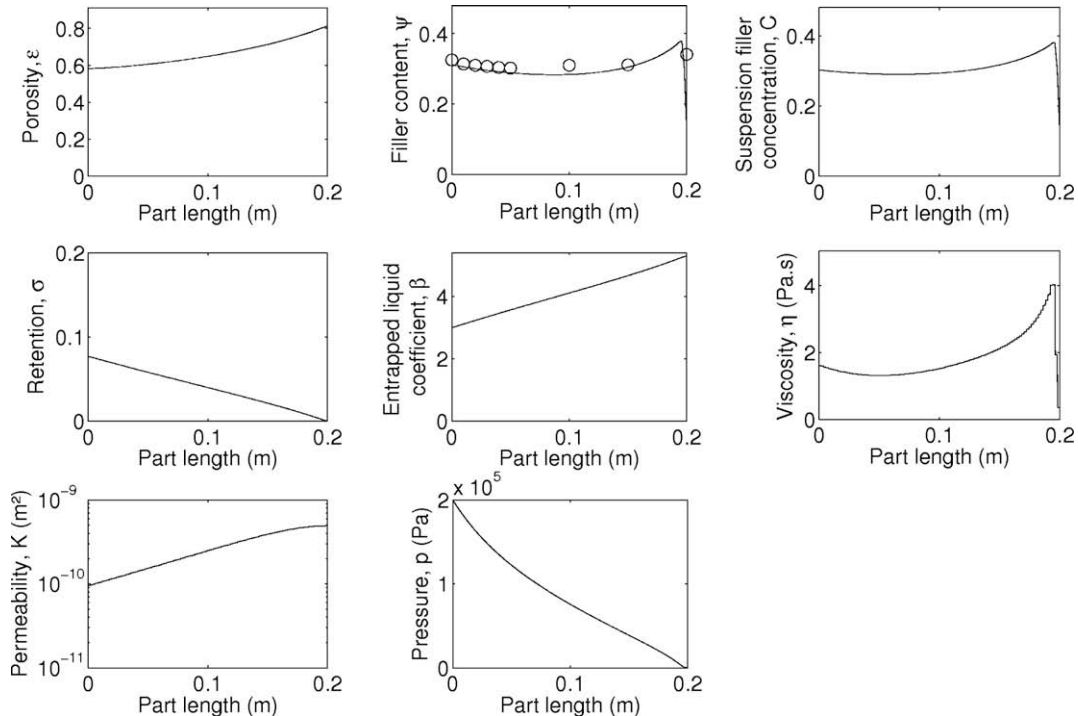 Porosity, ε
0.8
0.6
0.4
0.2
0
0
0.1
0.2
Part length (m)
Filler content, ψ
0.4
0.2
0
0
0.1
0.2
Part length (m)
Suspension filler
concentration, C
0.4
0.2
0
0
0.1
0.2
Part length (m)
Retention, σ
0.2
0.1
0
0
0.1
0.2
Part length (m)
Entrapped liquid
coefficient, β
4
2
0
0
0.1
0.2
Part length (m)
Viscosity, η (Pa.s)
4
2
0
0
0.1
0.2
Part length (m)
Permeability, K (m²)
10⁻⁹
10⁻¹⁰
10⁻¹¹
0
0.1
0.2
Part length (m)
Pressure, p (Pa)
x 10⁵
2
1
0
0
0.1
0.2
Part length (m)